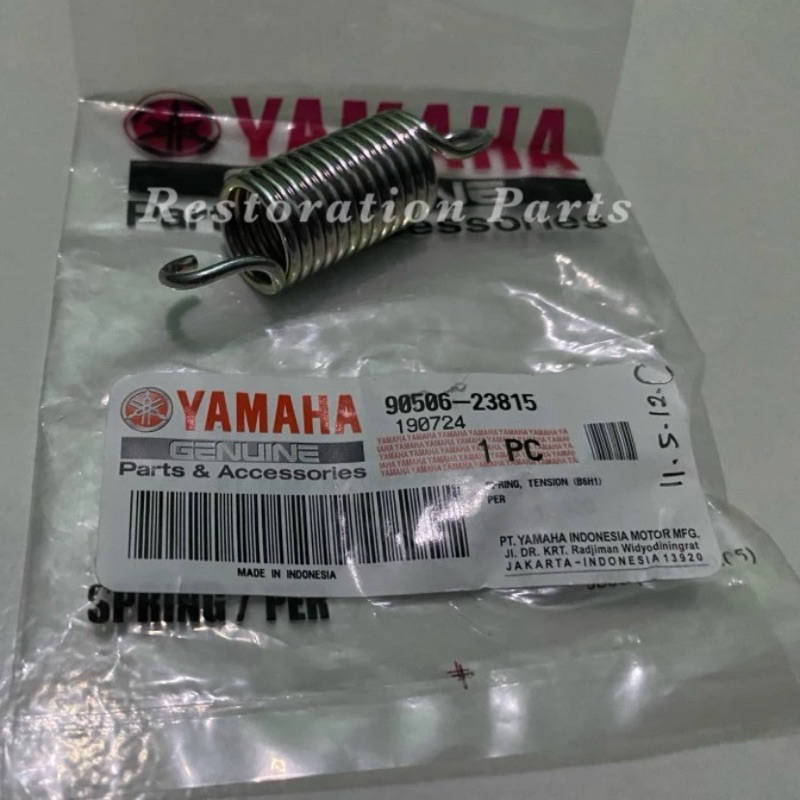 YAMAHA
GENUINE
Parts & Accessories
Restoration Parts
YAMAHA
GENUINE
Parts & Accessories
90506-23815
190724
1 PC
SPRING, TENSION (B6H1)
PER
PT. YAMAHA INDONESIA MOTOR MFG.
Jl. DR. KRT. Radjiman Widyodiningrat
JAKARTA-INDONESIA 13920
MADE IN INDONESIA
11.5.12.C
SPRING / PER